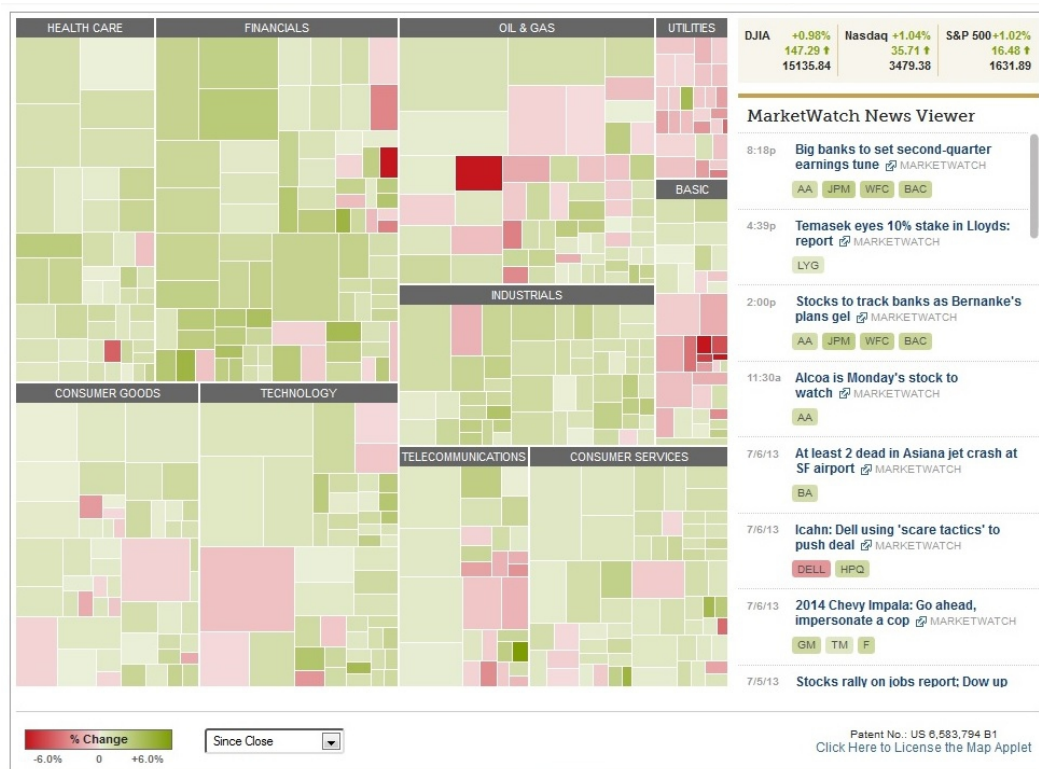 HEALTH CARE
FINANCIALS
OIL & GAS
UTILITIES
BASIC
INDUSTRIALS
CONSUMER GOODS
TECHNOLOGY
TELECOMMUNICATIONS
CONSUMER SERVICES
DJIA +0.98%
147.29
15135.84
Nasdaq +1.04%
35.71
3479.38
S&P 500 +1.02%
16.48
1631.89
MarketWatch News Viewer
8:18p Big banks to set second-quarter
earnings tune MARKETWATCH
AA JPM WFC BAC
4:39p Temasek eyes 10% stake in Lloyds:
report MARKETWATCH
LYG
2:00p Stocks to track banks as Bernanke's
plans gel MARKETWATCH
AA JPM WFC BAC
11:30a Alcoa is Monday's stock to
watch MARKETWATCH
AA
7/6/13 At least 2 dead in Asiana jet crash at
SF airport MARKETWATCH
BA
7/6/13 Icahn: Dell using 'scare tactics' to
push deal MARKETWATCH
DELL HPQ
7/6/13 2014 Chevy Impala: Go ahead,
impersonate a cop MARKETWATCH
GM TM F
7/5/13 Stocks rally on jobs report; Dow up
% Change
-6.0% 0 +6.0%
Since Close
Patent No.: US 6,583,794 B1
Click Here to License the Map Applet